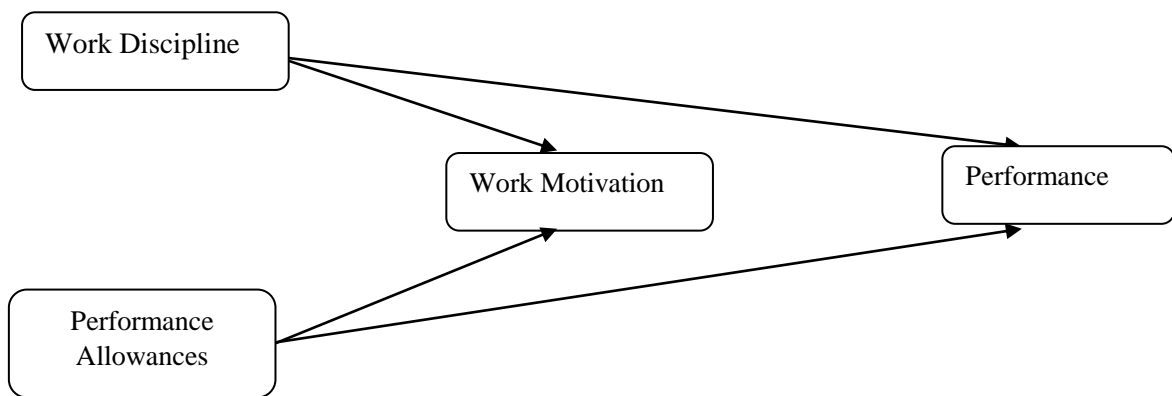 Work Discipline
Work Motivation
Performance
Performance
Allowances